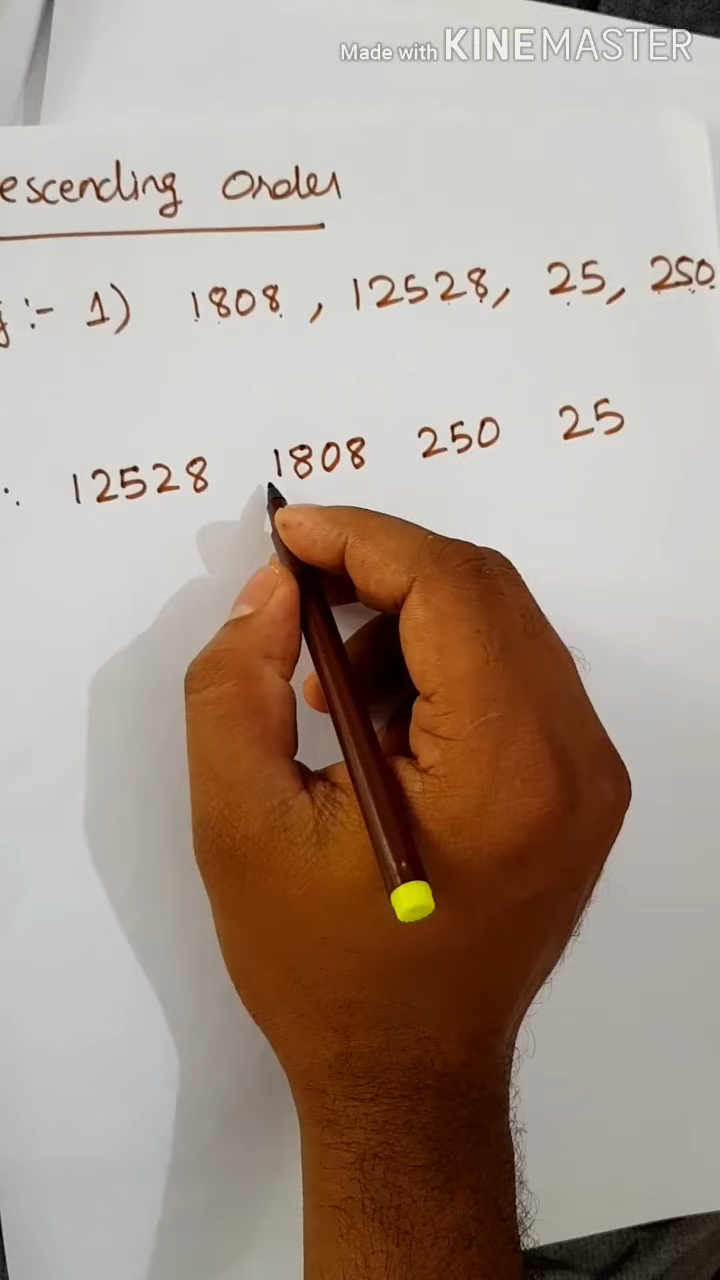 Made with KINEMASTER
escending Order
g :- 1) 1808 , 12528, 25, 250
∴ 12528 1808 250 25